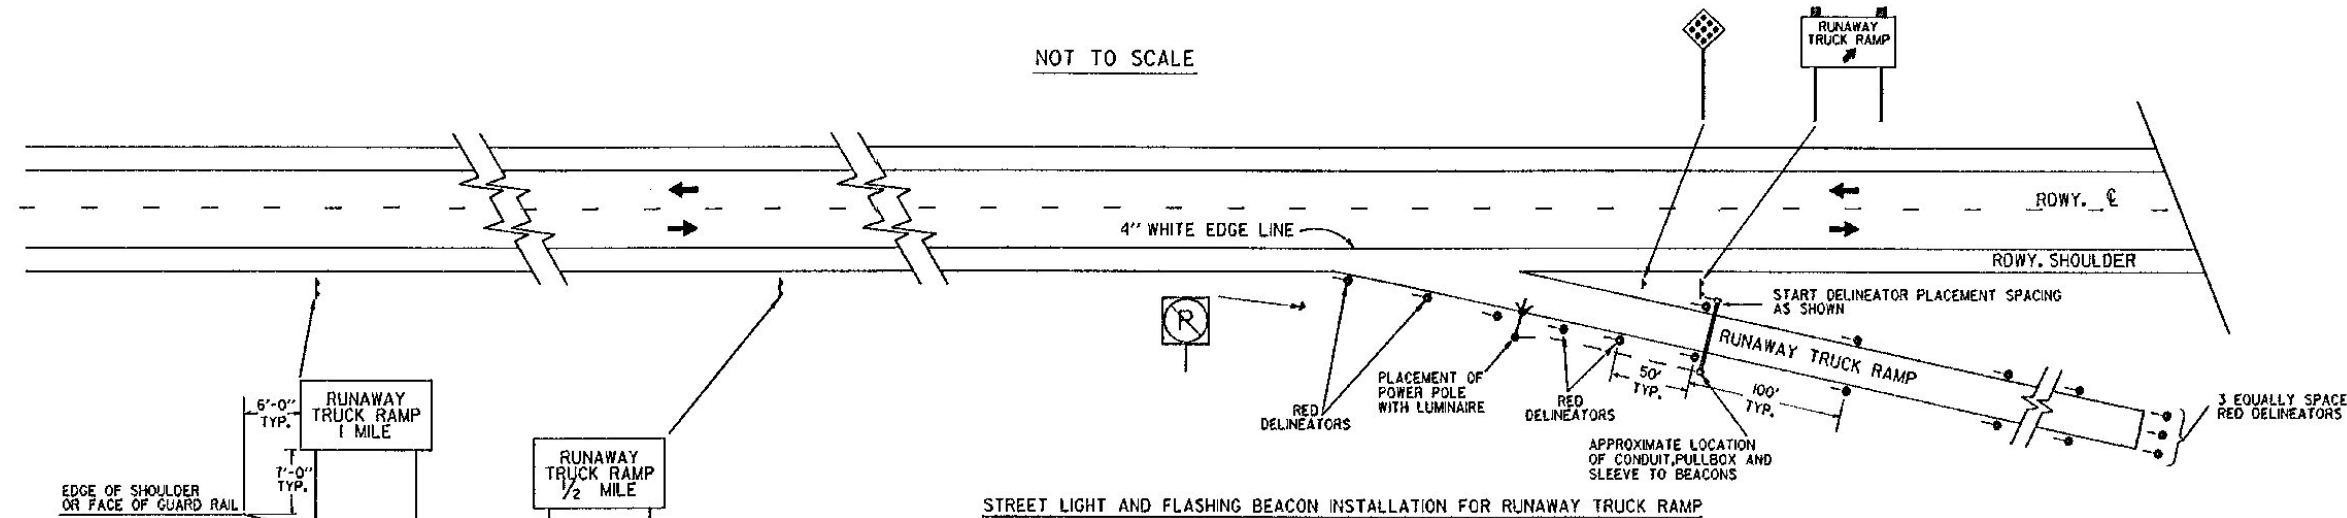 NOT TO SCALE
RUNAWAY
TRUCK RAMP
RDWY. ℄
4" WHITE EDGE LINE
RDWY. SHOULDER
START DELINEATOR PLACEMENT SPACING
AS SHOWN
P
RUNAWAY TRUCK RAMP
PLACEMENT OF
POWER POLE
WITH LUMINAIRE
RED
DELINEATORS
RED
DELINEATORS
50'
TYP.
100'
TYP.
3 EQUALLY SPACE
RED DELINEATORS
APPROXIMATE LOCATION
OF CONDUIT,PULLBOX AND
SLEEVE TO BEACONS
6'-0"
TYP.
RUNAWAY
TRUCK RAMP
1 MILE
7'-0"
TYP.
RUNAWAY
TRUCK RAMP
1/2 MILE
EDGE OF SHOULDER
OR FACE OF GUARD RAIL
STREET LIGHT AND FLASHING BEACON INSTALLATION FOR RUNAWAY TRUCK RAMP